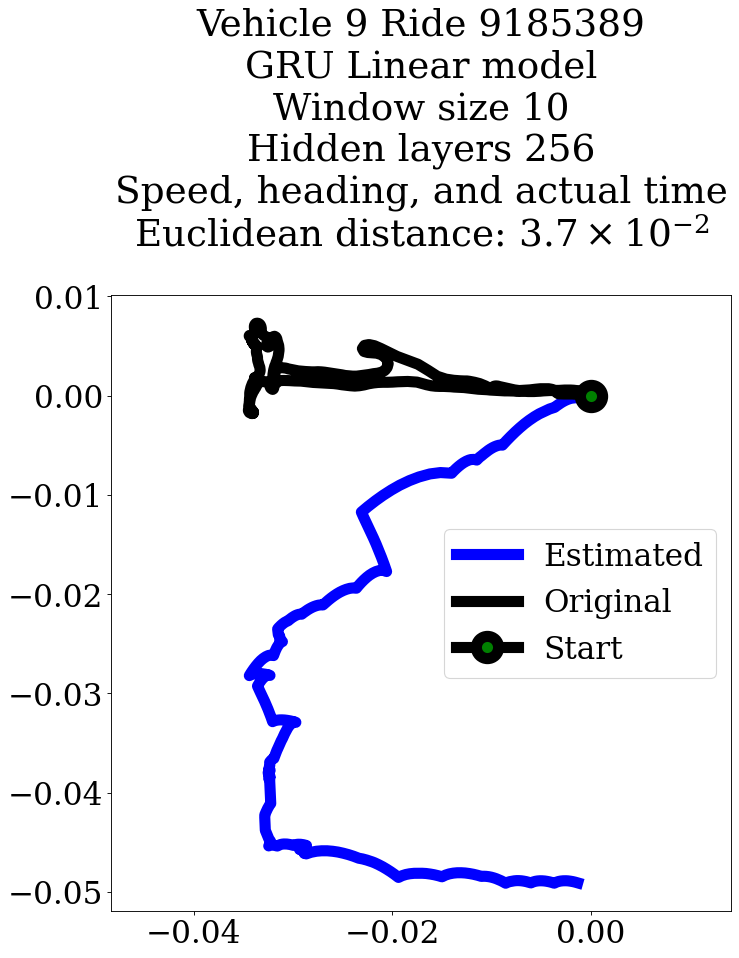 Vehicle 9 Ride 9185389
GRU Linear model
Window size 10
Hidden layers 256
Speed, heading, and actual time
Euclidean distance: 3.7 × 10⁻²
0.01
0.00
−0.01
−0.02
−0.03
−0.04
−0.05
Estimated
Original
Start
−0.04
−0.02
0.00